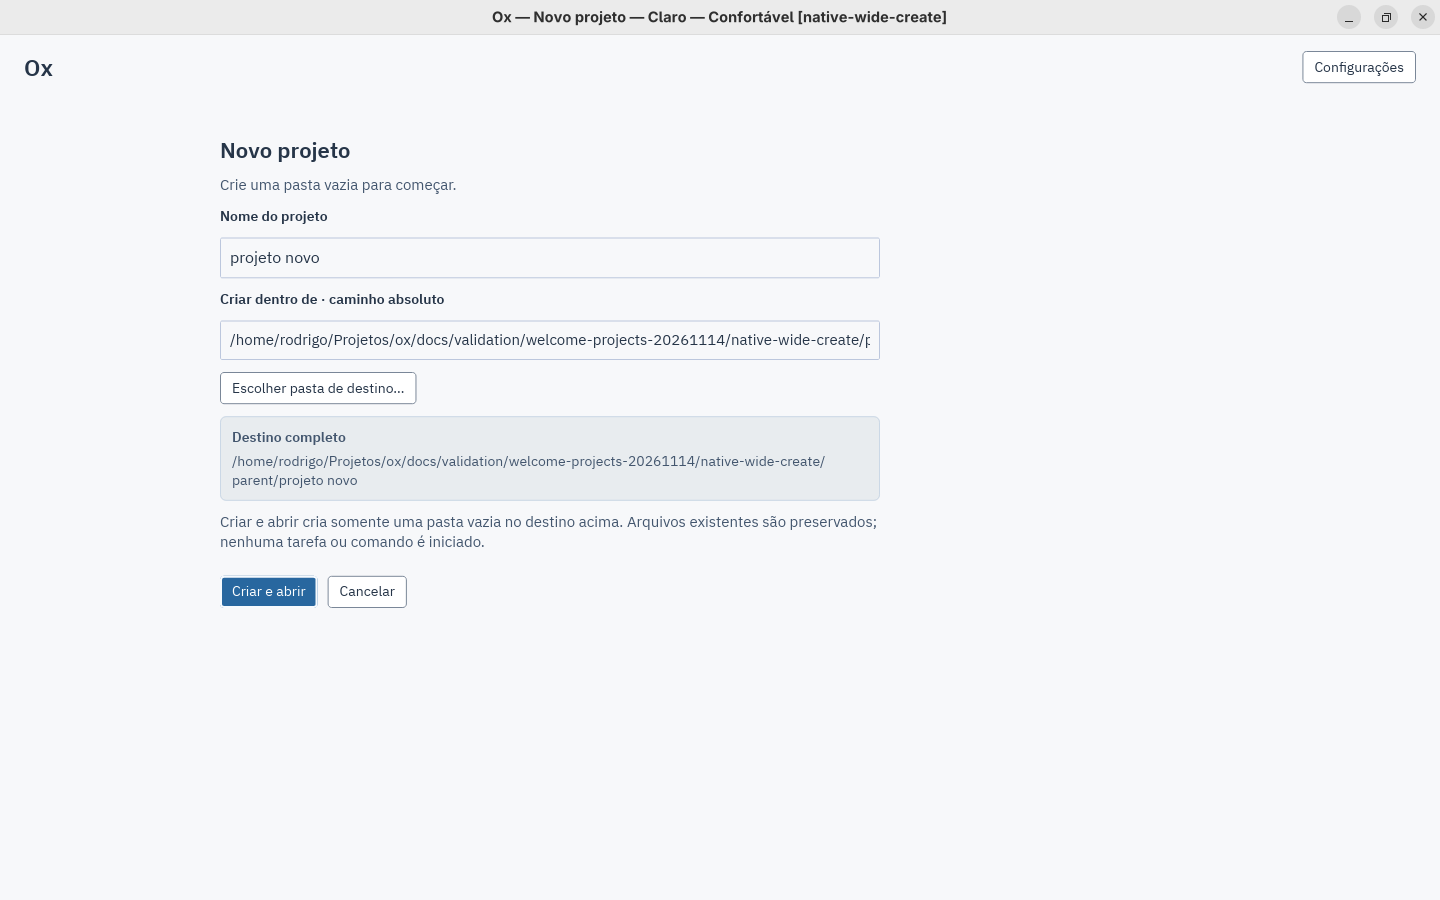 Ox — Novo projeto — Claro — Confortável [native-wide-create]
Ox
Configurações
Novo projeto
Crie uma pasta vazia para começar.
Nome do projeto
projeto novo
Criar dentro de · caminho absoluto
/home/rodrigo/Projetos/ox/docs/validation/welcome-projects-20261114/native-wide-create/p
Escolher pasta de destino...
Destino completo
/home/rodrigo/Projetos/ox/docs/validation/welcome-projects-20261114/native-wide-create/
parent/projeto novo
Criar e abrir cria somente uma pasta vazia no destino acima. Arquivos existentes são preservados;
nenhuma tarefa ou comando é iniciado.
Criar e abrir
Cancelar